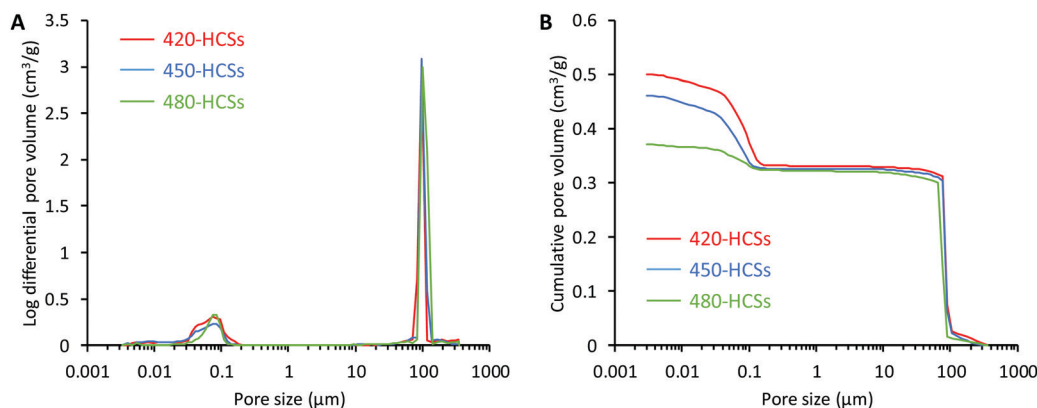 A
Log differential pore volume (cm³/g)
3.5
3
2.5
2
1.5
1
0.5
0
420-HCSs
450-HCSs
480-HCSs
0.001
0.01
0.1
1
10
100
1000
Pore size (µm)
B
Cumulative pore volume (cm³/g)
0.6
0.5
0.4
0.3
0.2
0.1
0
420-HCSs
450-HCSs
480-HCSs
0.001
0.01
0.1
1
10
100
1000
Pore size (µm)